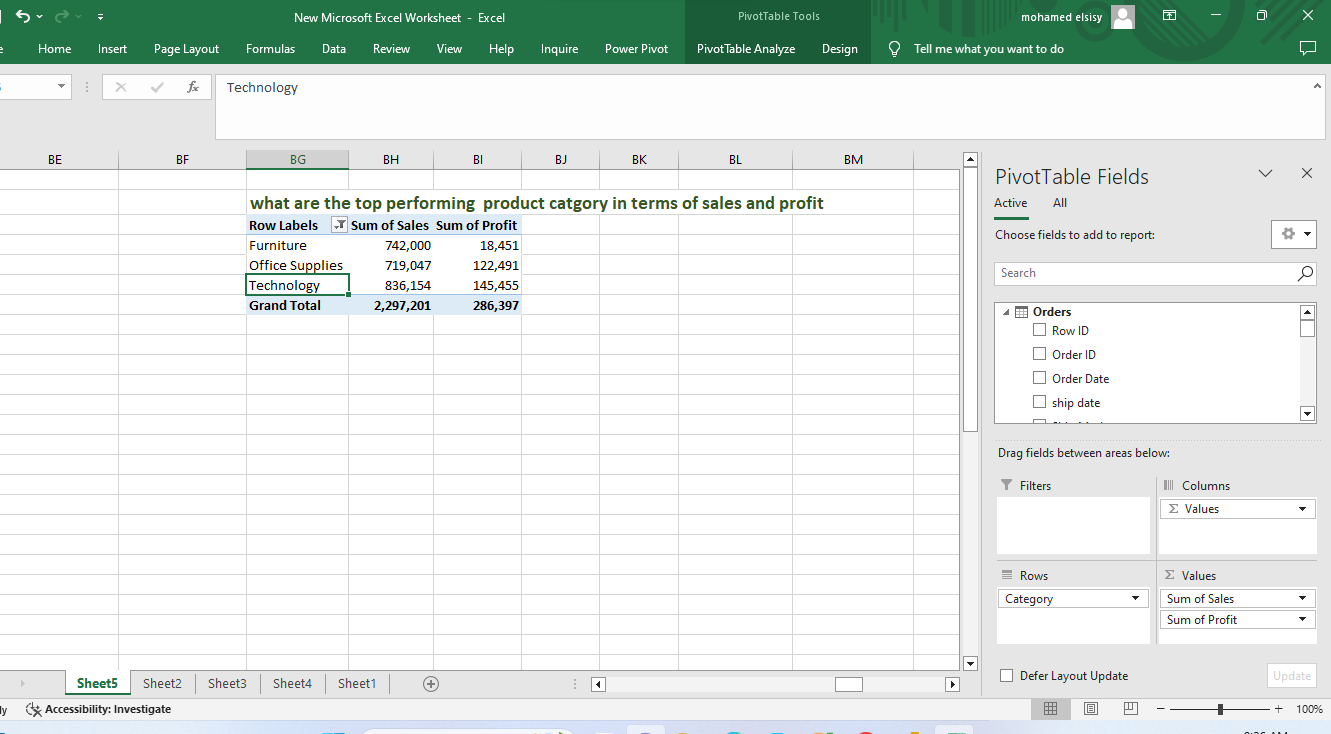 New Microsoft Excel Worksheet - Excel
PivotTable Tools
mohamed elsisy
Home Insert Page Layout Formulas Data Review View Help Inquire Power Pivot PivotTable Analyze Design Tell me what you want to do
fx Technology
BE BF BG BH BI BJ BK BL BM
what are the top performing product catgory in terms of sales and profit
Row Labels Sum of Sales Sum of Profit
Furniture 742,000 18,451
Office Supplies 719,047 122,491
Technology 836,154 145,455
Grand Total 2,297,201 286,397
PivotTable Fields
Active All
Choose fields to add to report:
Search
Orders
Row ID
Order ID
Order Date
ship date
Drag fields between areas below:
Filters
Columns
Σ Values
Rows
Σ Values
Category
Sum of Sales
Sum of Profit
Defer Layout Update
Update
Sheet5 Sheet2 Sheet3 Sheet4 Sheet1
Accessibility: Investigate
100%